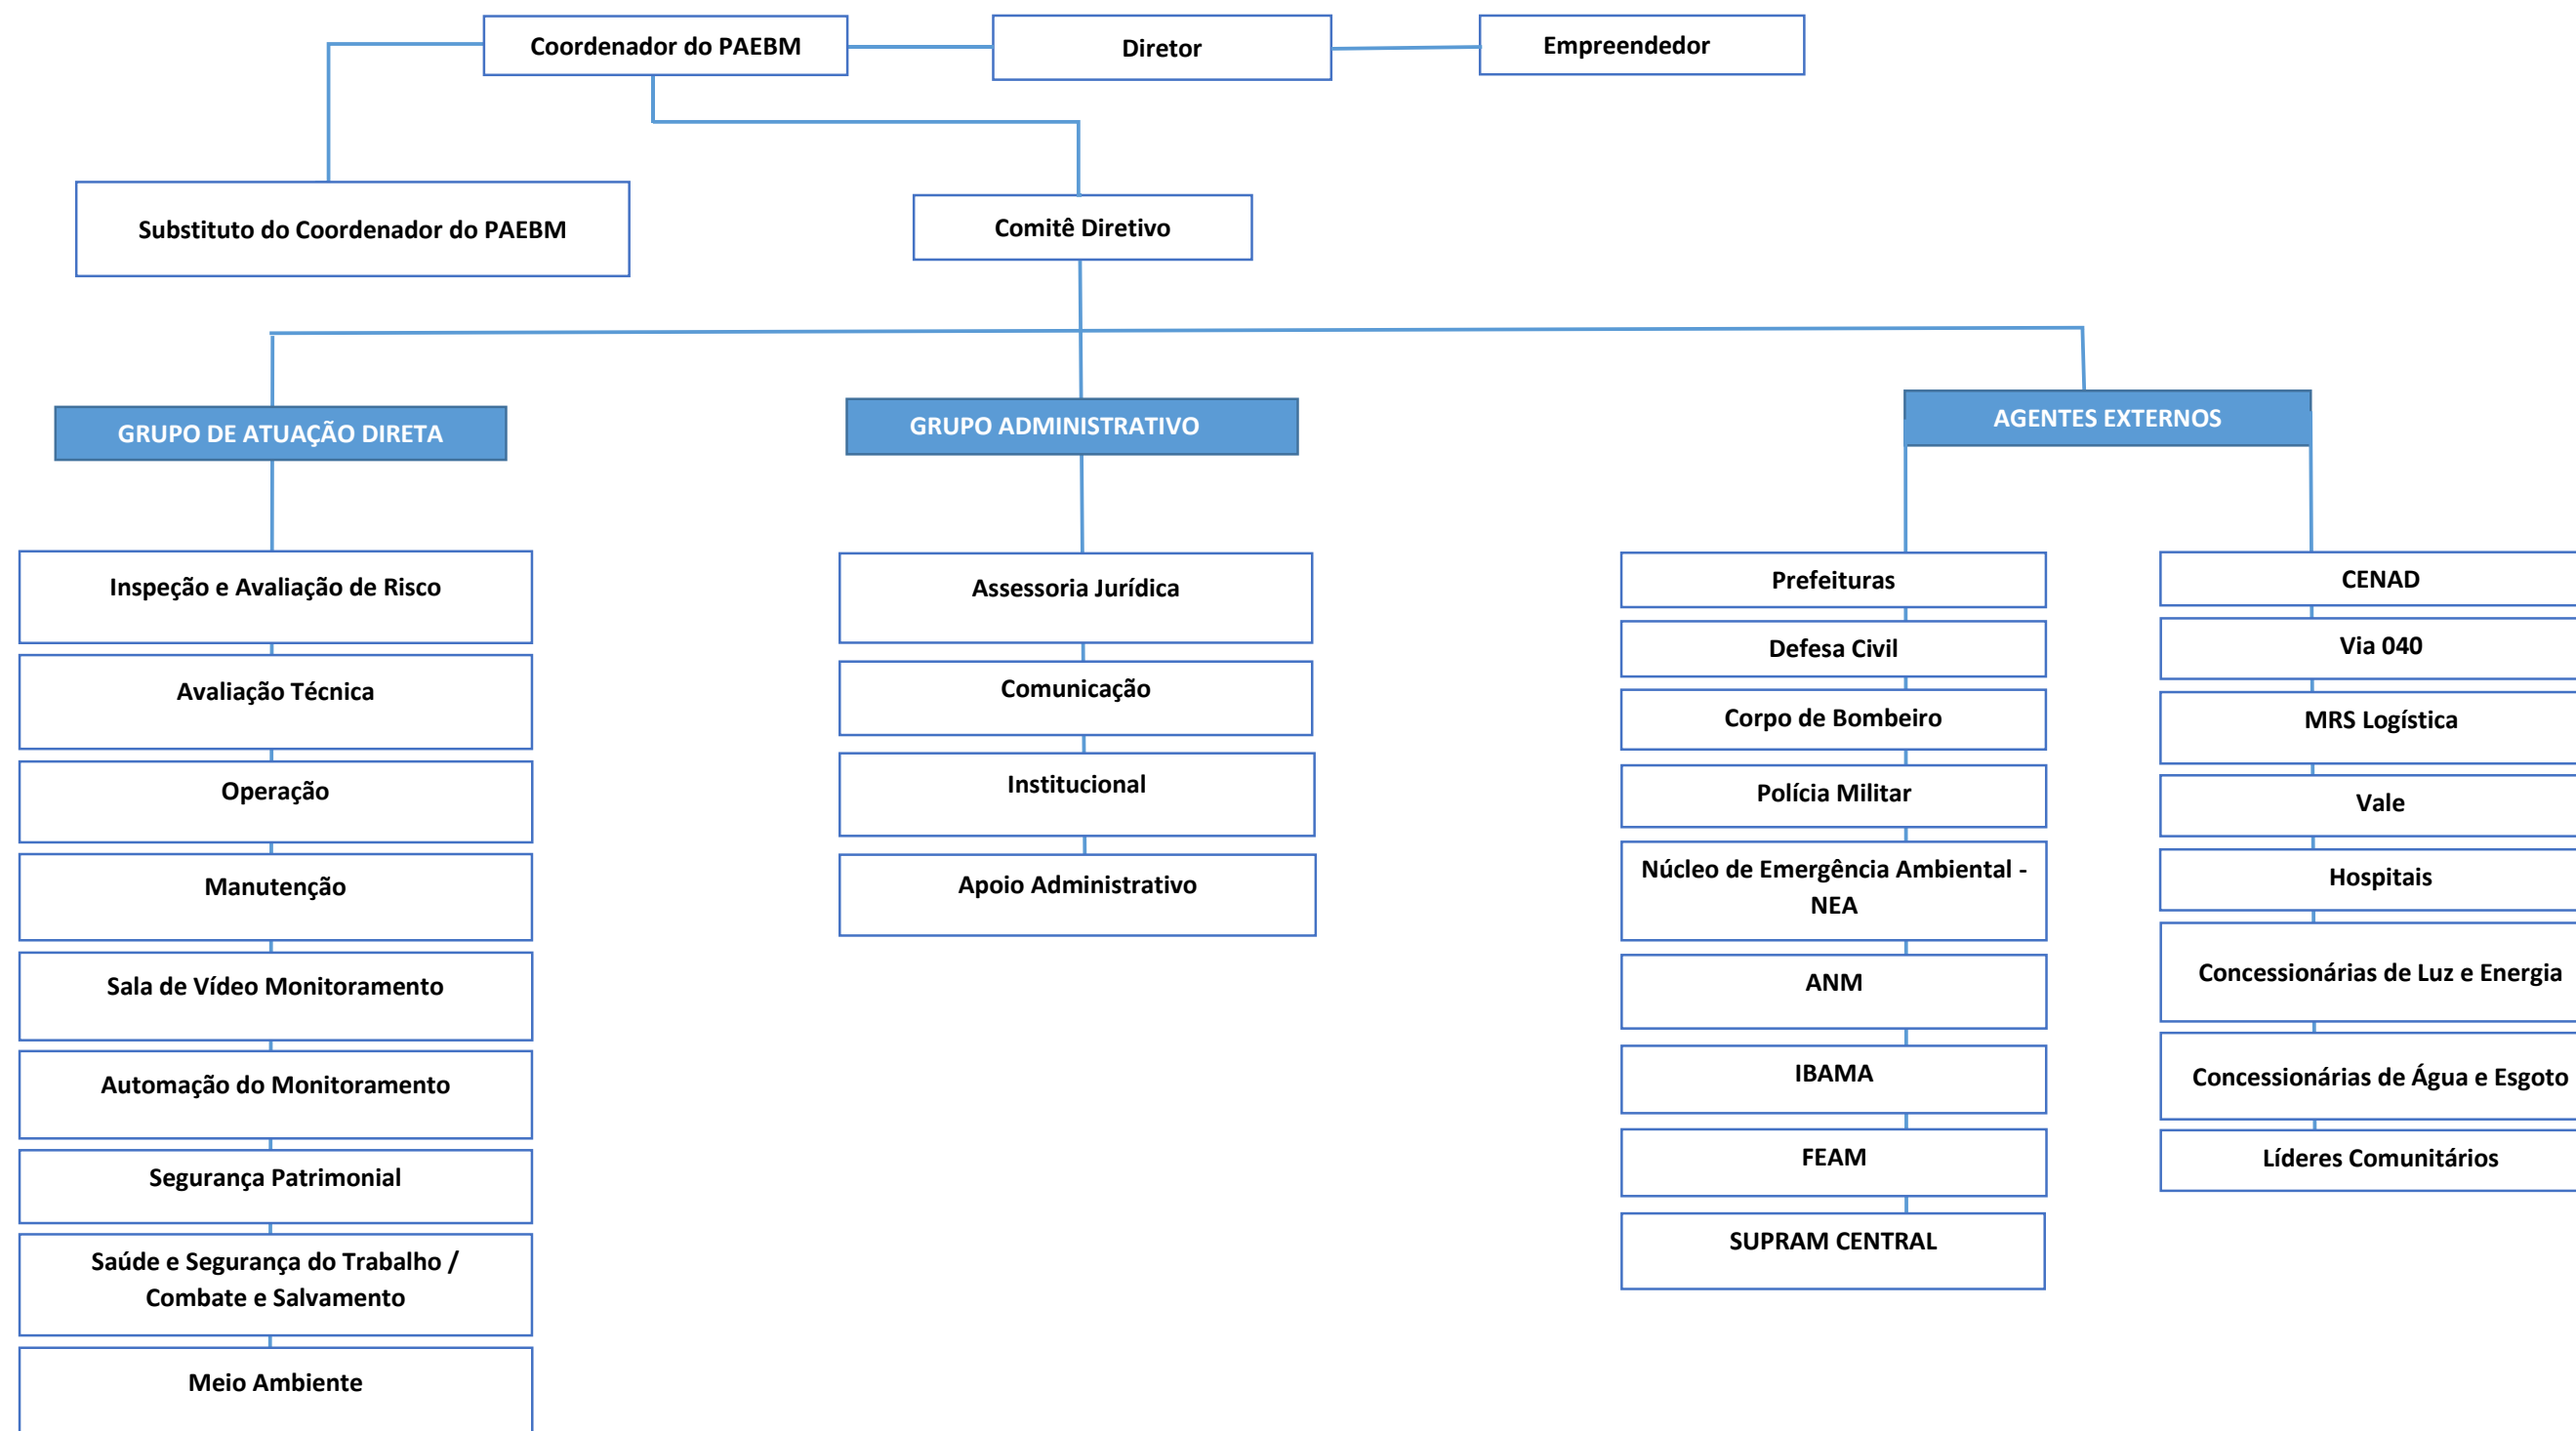 Coordenador do PAEBM
Diretor
Empreendedor
Substituto do Coordenador do PAEBM
Comitê Diretivo
GRUPO DE ATUAÇÃO DIRETA
GRUPO ADMINISTRATIVO
AGENTES EXTERNOS
Inspeção e Avaliação de Risco
Avaliação Técnica
Operação
Manutenção
Sala de Vídeo Monitoramento
Automação do Monitoramento
Segurança Patrimonial
Saúde e Segurança do Trabalho /
Combate e Salvamento
Meio Ambiente
Assessoria Jurídica
Comunicação
Institucional
Apoio Administrativo
Prefeituras
Defesa Civil
Corpo de Bombeiro
Polícia Militar
Núcleo de Emergência Ambiental -
NEA
ANM
IBAMA
FEAM
SUPRAM CENTRAL
CENAD
Via 040
MRS Logística
Vale
Hospitais
Concessionárias de Luz e Energia
Concessionárias de Água e Esgoto
Líderes Comunitários